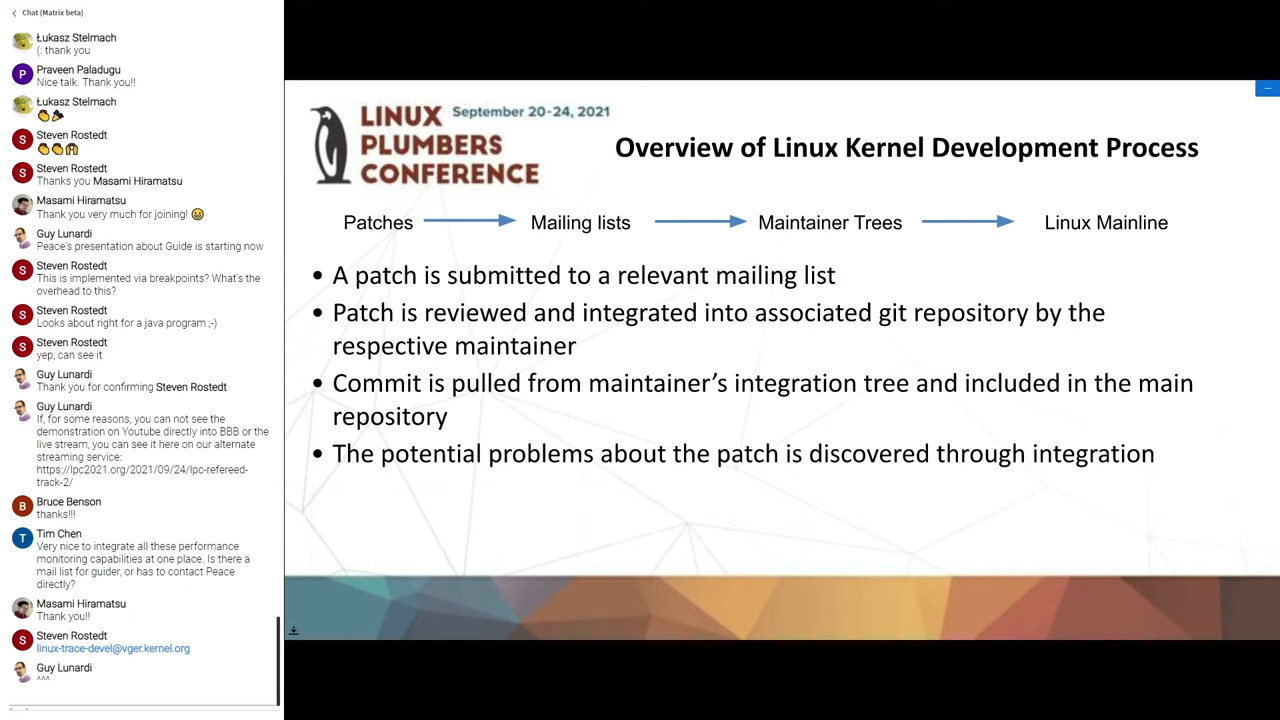 Chat (Matrix beta)
Łukasz Stelmach
(: thank you
P
Praveen Paladugu
Nice talk. Thank you!!
Łukasz Stelmach
👏🎉
S
Steven Rostedt
👏👏🙌
S
Steven Rostedt
Thanks you Masami Hiramatsu
Masami Hiramatsu
Thank you very much for joining! 😀
Guy Lunardi
Peace's presentation about Guide is starting now
S
Steven Rostedt
This is implemented via breakpoints? What's the
overhead to this?
S
Steven Rostedt
Looks about right for a java program ;-)
S
Steven Rostedt
yep, can see it
Guy Lunardi
Thank you for confirming Steven Rostedt
Guy Lunardi
If, for some reasons, you can not see the
demonstration on Youtube directly into BBB or the
live stream, you can see it here on our alternate
streaming service:
https://lpc2021.org/2021/09/24/lpc-refereed-
track-2/
B
Bruce Benson
thanks!!!
T
Tim Chen
Very nice to integrate all these performance
monitoring capabilities at one place. Is there a
mail list for guider, or has to contact Peace
directly?
Masami Hiramatsu
Thank you!!
S
Steven Rostedt
linux-trace-devel@vger.kernel.org
Guy Lunardi
^^^
LINUX
PLUMBERS
CONFERENCE
September 20-24, 2021
Overview of Linux Kernel Development Process
Patches
Mailing lists
Maintainer Trees
Linux Mainline
• A patch is submitted to a relevant mailing list
• Patch is reviewed and integrated into associated git repository by the
respective maintainer
• Commit is pulled from maintainer’s integration tree and included in the main
repository
• The potential problems about the patch is discovered through integration